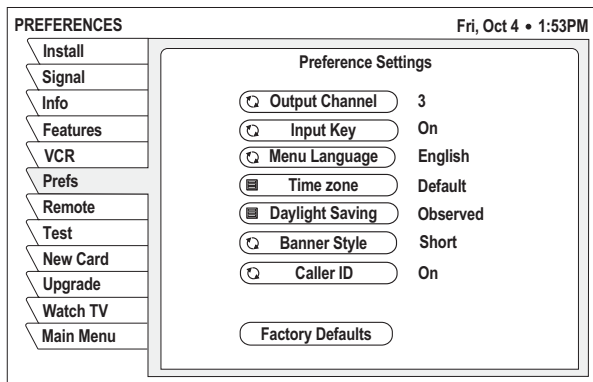 PREFERENCES Fri, Oct 4 • 1:53PM
Install
Signal
Info
Features
VCR
Prefs
Remote
Test
New Card
Upgrade
Watch TV
Main Menu
Preference Settings
Output Channel 3
Input Key On
Menu Language English
Time zone Default
Daylight Saving Observed
Banner Style Short
Caller ID On
Factory Defaults